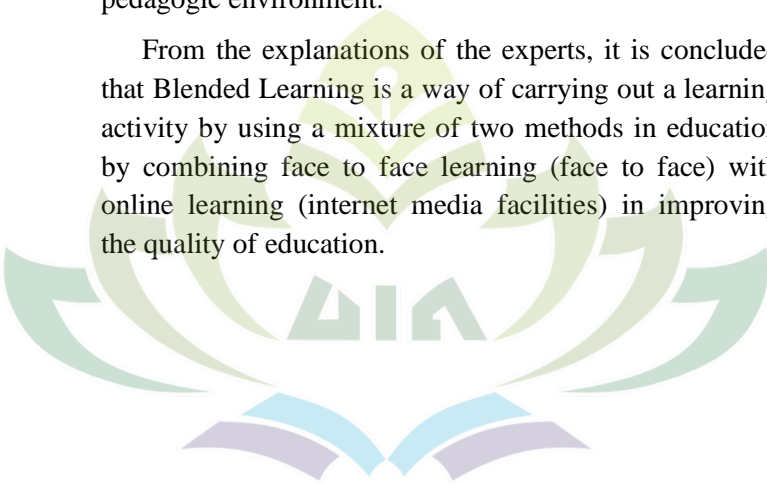 pedagogic environment.
From the explanations of the experts, it is conclude
that Blended Learning is a way of carrying out a learnin
activity by using a mixture of two methods in educatio
by combining face to face learning (face to face) wit
online learning (internet media facilities) in improvin
the quality of education.
UIN